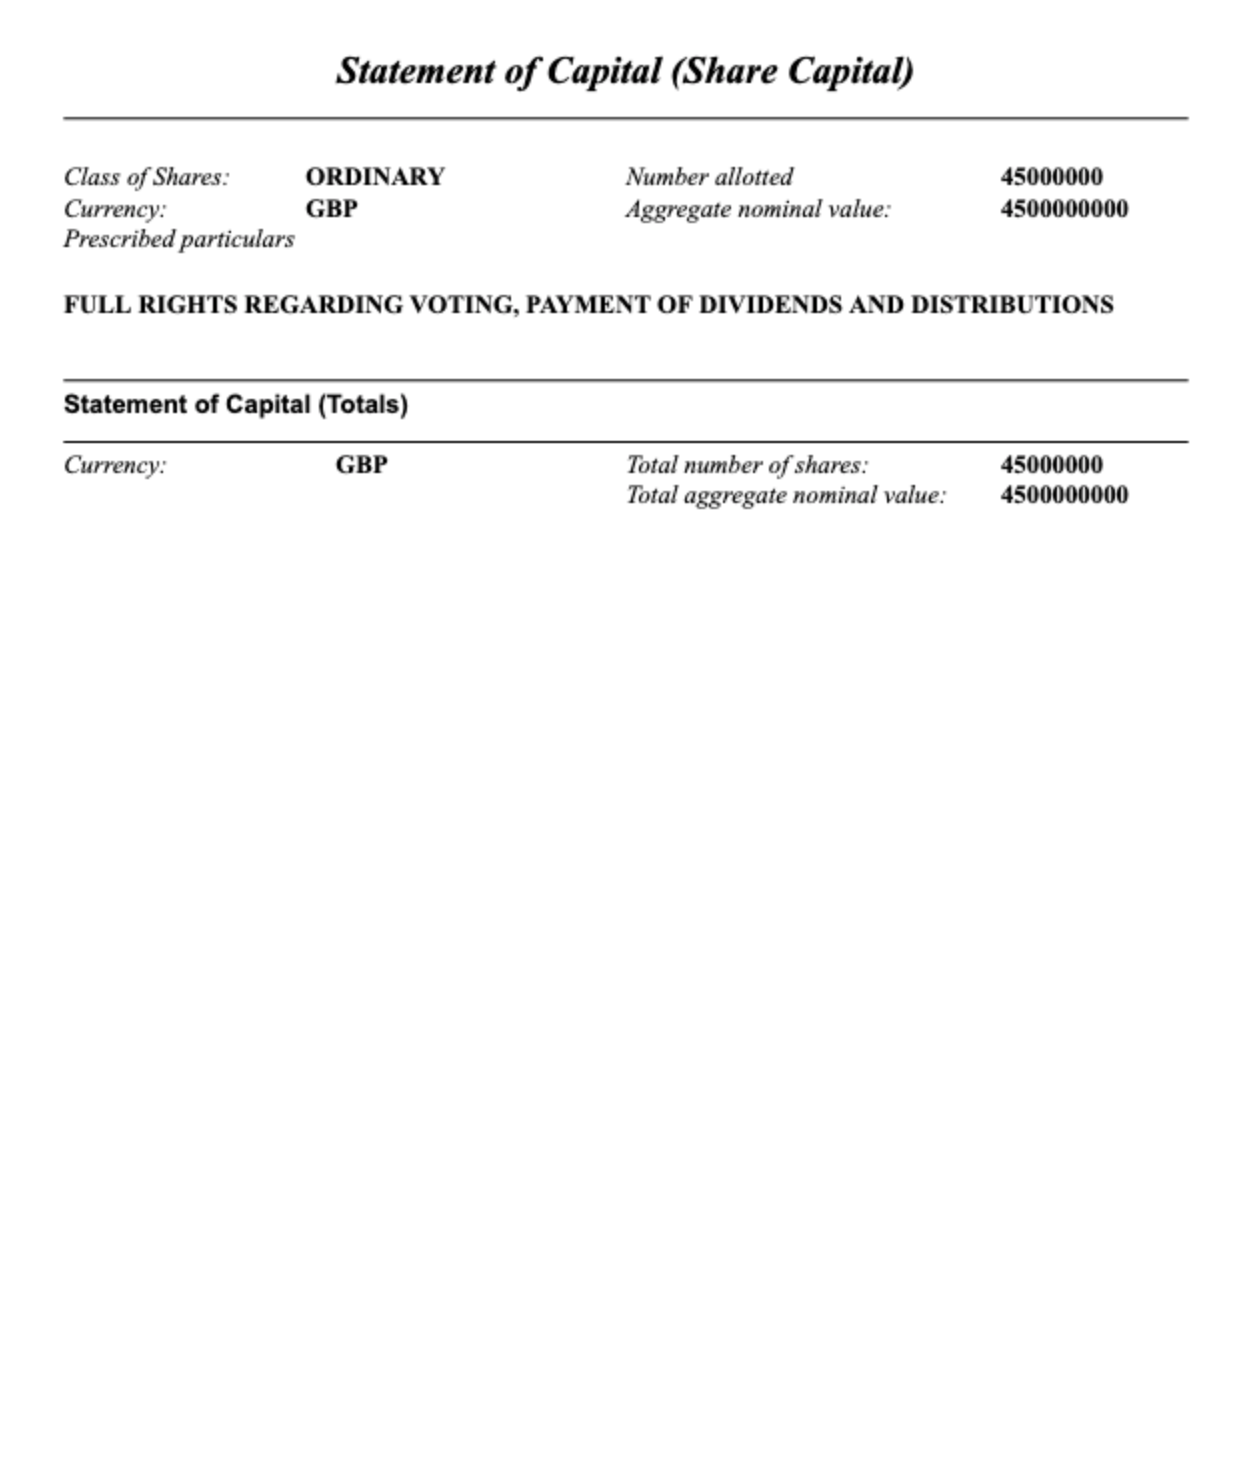 Statement of Capital (Share Capital)
Class of Shares: ORDINARY Number allotted 45000000
Currency: GBP Aggregate nominal value: 4500000000
Prescribed particulars
FULL RIGHTS REGARDING VOTING, PAYMENT OF DIVIDENDS AND DISTRIBUTIONS
Statement of Capital (Totals)
Currency: GBP Total number of shares: 45000000
Total aggregate nominal value: 4500000000